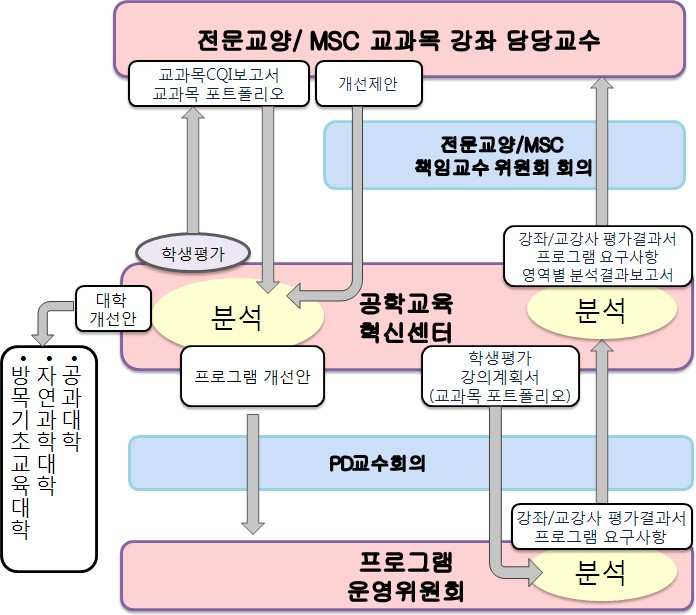 전문교양/ MSC 교과목 강좌 담당교수
교과목CQI보고서
교과목 포트폴리오
개선제안
전문교양/MSC
책임교수 위원회 회의
학생평가
강좌/교강사 평가결과서
프로그램 요구사항
영역별 분석결과보고서
대학
개선안
분석
공학교육
혁신센터
분석
• 공과대학
• 자연과학대학
• 방목기초교육대학
프로그램 개선안
학생평가
강의계획서
(교과목 포트폴리오)
PD교수회의
강좌/교강사 평가결과서
프로그램 요구사항
프로그램
운영위원회
분석